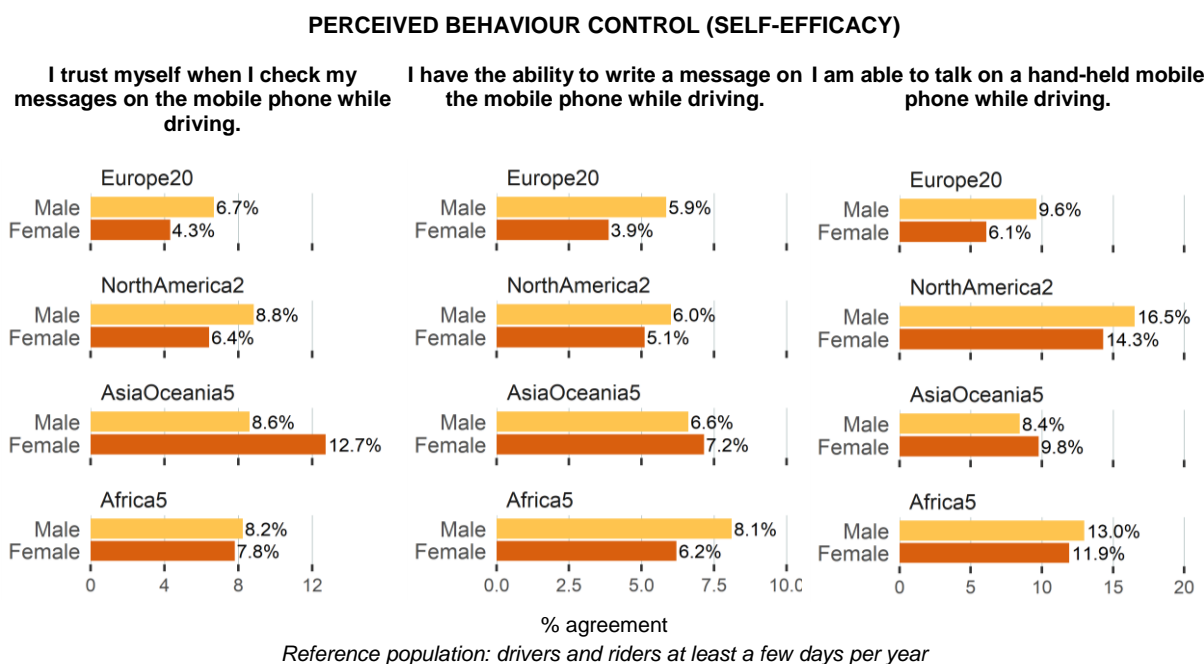 PERCEIVED BEHAVIOUR CONTROL (SELF-EFFICACY)
I trust myself when I check my
messages on the mobile phone while
driving.
Europe20
Male 6.7%
Female 4.3%
NorthAmerica2
Male 8.8%
Female 6.4%
AsiaOceania5
Male 8.6%
Female 12.7%
Africa5
Male 8.2%
Female 7.8%
0 4 8 12
I have the ability to write a message on
the mobile phone while driving.
Europe20
Male 5.9%
Female 3.9%
NorthAmerica2
Male 6.0%
Female 5.1%
AsiaOceania5
Male 6.6%
Female 7.2%
Africa5
Male 8.1%
Female 6.2%
0.0 2.5 5.0 7.5 10.0
I am able to talk on a hand-held mobile
phone while driving.
Europe20
Male 9.6%
Female 6.1%
NorthAmerica2
Male 16.5%
Female 14.3%
AsiaOceania5
Male 8.4%
Female 9.8%
Africa5
Male 13.0%
Female 11.9%
0 5 10 15 20
% agreement
Reference population: drivers and riders at least a few days per year